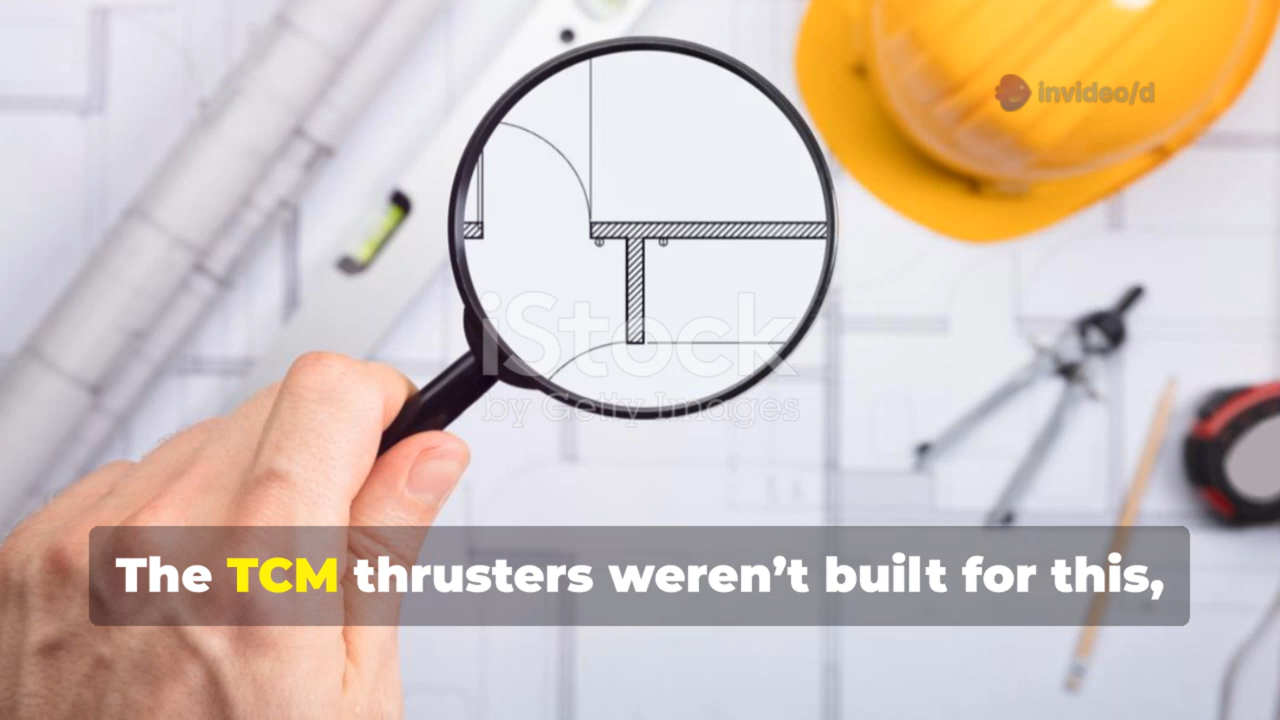 invideo/d
iStock
by Getty Images
The TCM thrusters weren't built for this,